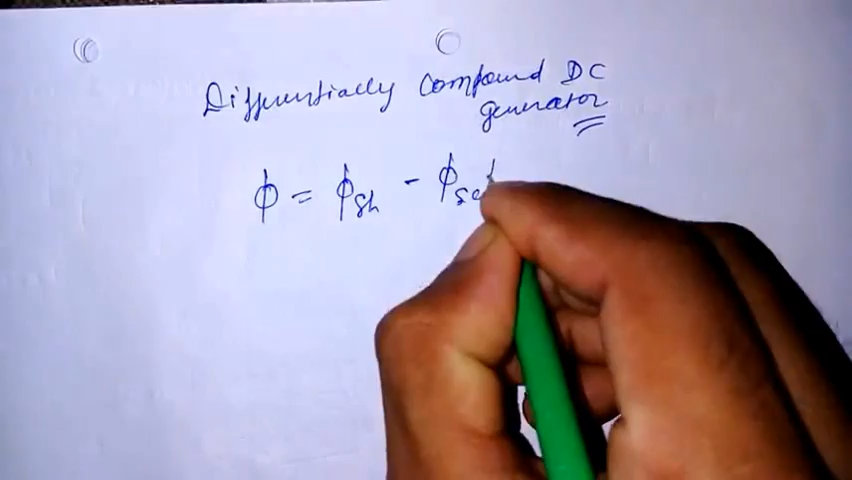 Differentially Compound DC
generator
ϕ = ϕsh - ϕse